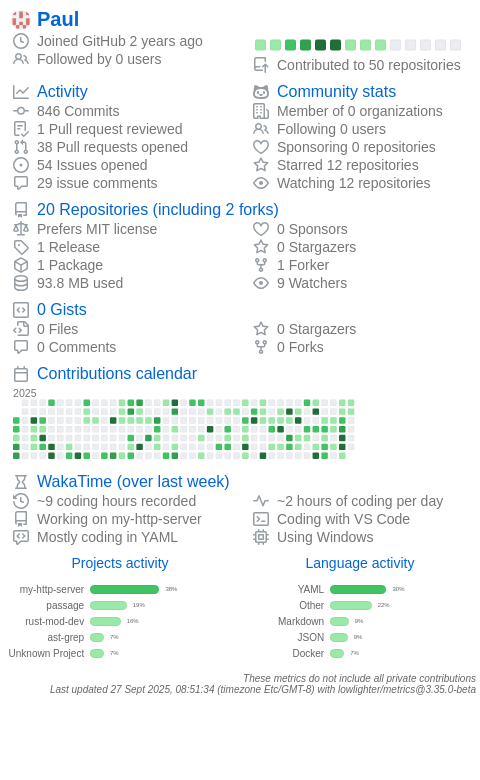 Paul
Joined GitHub 2 years ago
Followed by 0 users
Contributed to 50 repositories
Activity
846 Commits
1 Pull request reviewed
38 Pull requests opened
54 Issues opened
29 issue comments
Community stats
Member of 0 organizations
Following 0 users
Sponsoring 0 repositories
Starred 12 repositories
Watching 12 repositories
20 Repositories (including 2 forks)
Prefers MIT license
1 Release
1 Package
93.8 MB used
0 Sponsors
0 Stargazers
1 Forker
9 Watchers
0 Gists
0 Files
0 Comments
0 Stargazers
0 Forks
Contributions calendar
2025
WakaTime (over last week)
~9 coding hours recorded
Working on my-http-server
Mostly coding in YAML
~2 hours of coding per day
Coding with VS Code
Using Windows
Projects activity
my-http-server 38%
passage 19%
rust-mod-dev 16%
ast-grep 7%
Unknown Project 7%
Language activity
YAML 30%
Other 22%
Markdown 9%
JSON 9%
Docker 7%
These metrics do not include all private contributions
Last updated 27 Sept 2025, 08:51:34 (timezone Etc/GMT-8) with lowlighter/metrics@3.35.0-beta